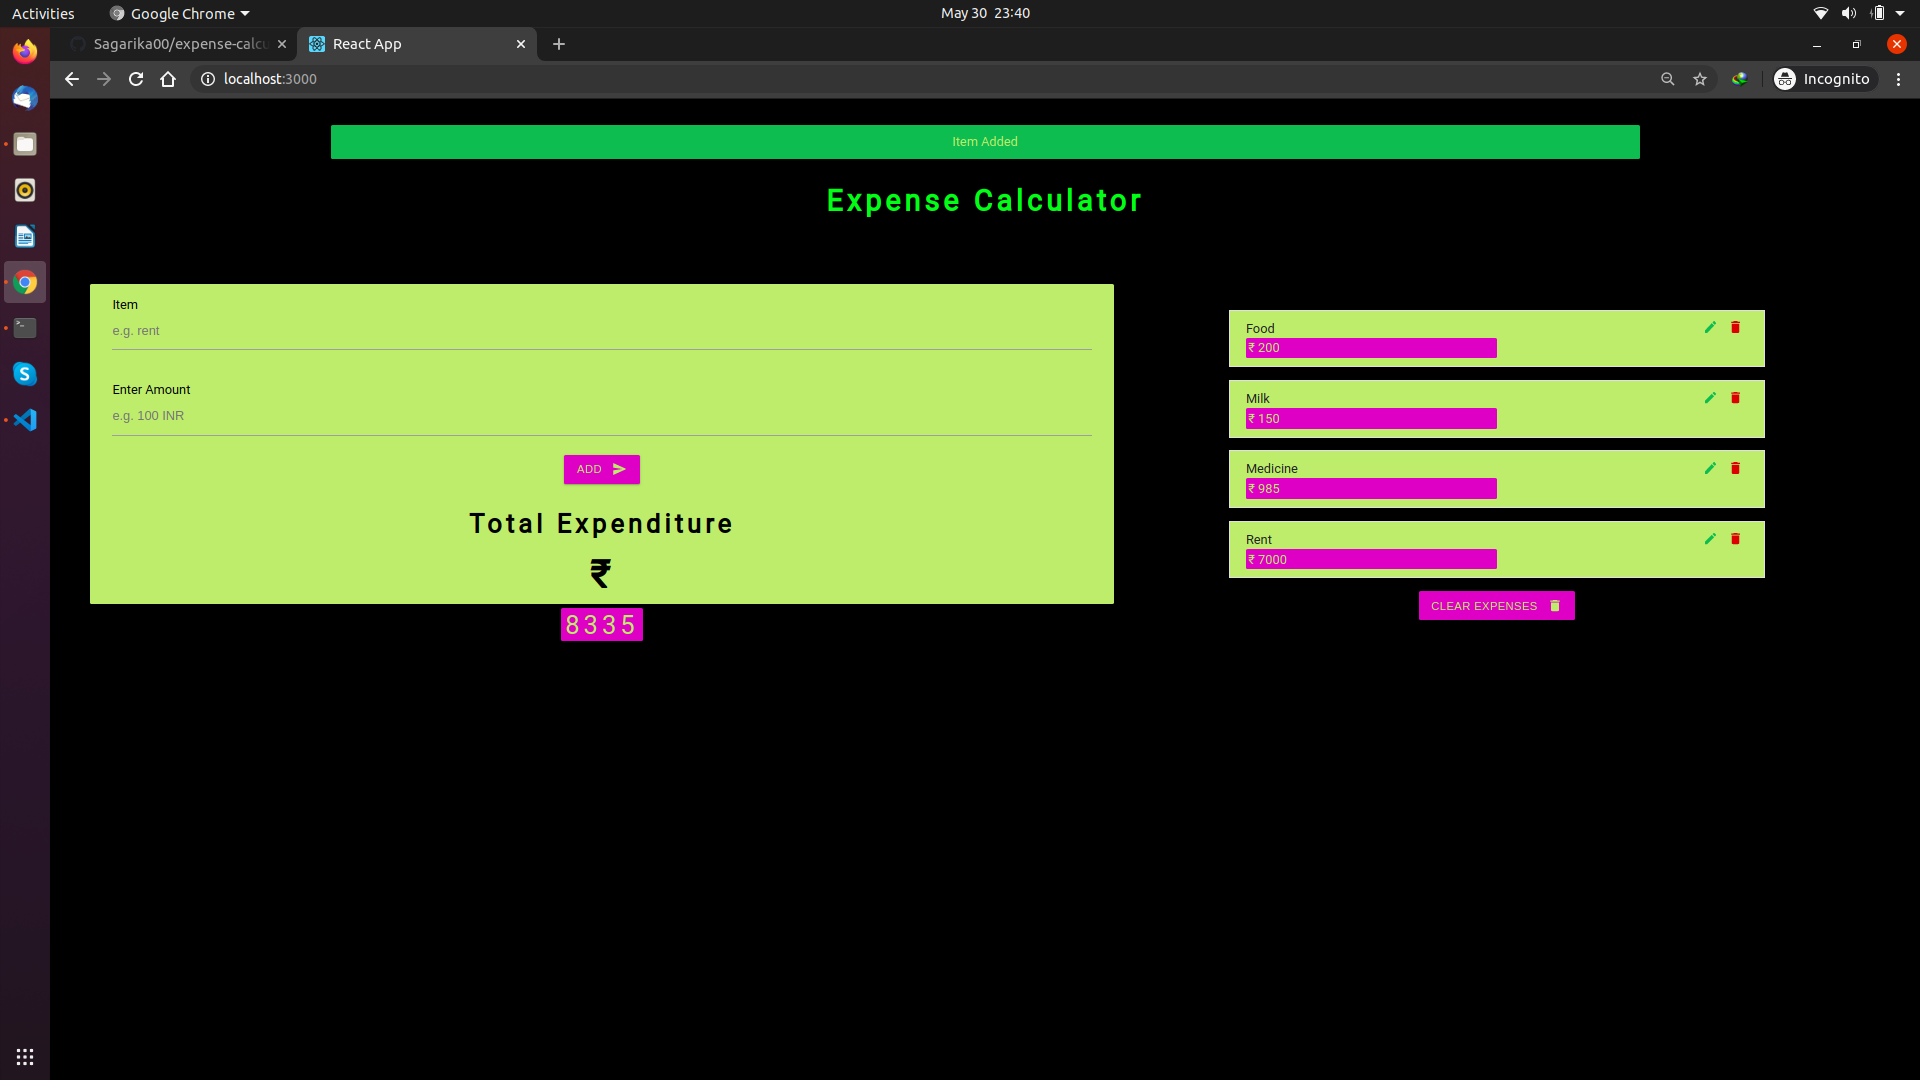 Activities
Google Chrome
May 30 23:40
Sagarika00/expense-calcu
React App
localhost:3000
Incognito
Item Added
Expense Calculator
Item
e.g. rent
Enter Amount
e.g. 100 INR
ADD
Total Expenditure
₹
8335
Food
₹ 200
Milk
₹ 150
Medicine
₹ 985
Rent
₹ 7000
CLEAR EXPENSES